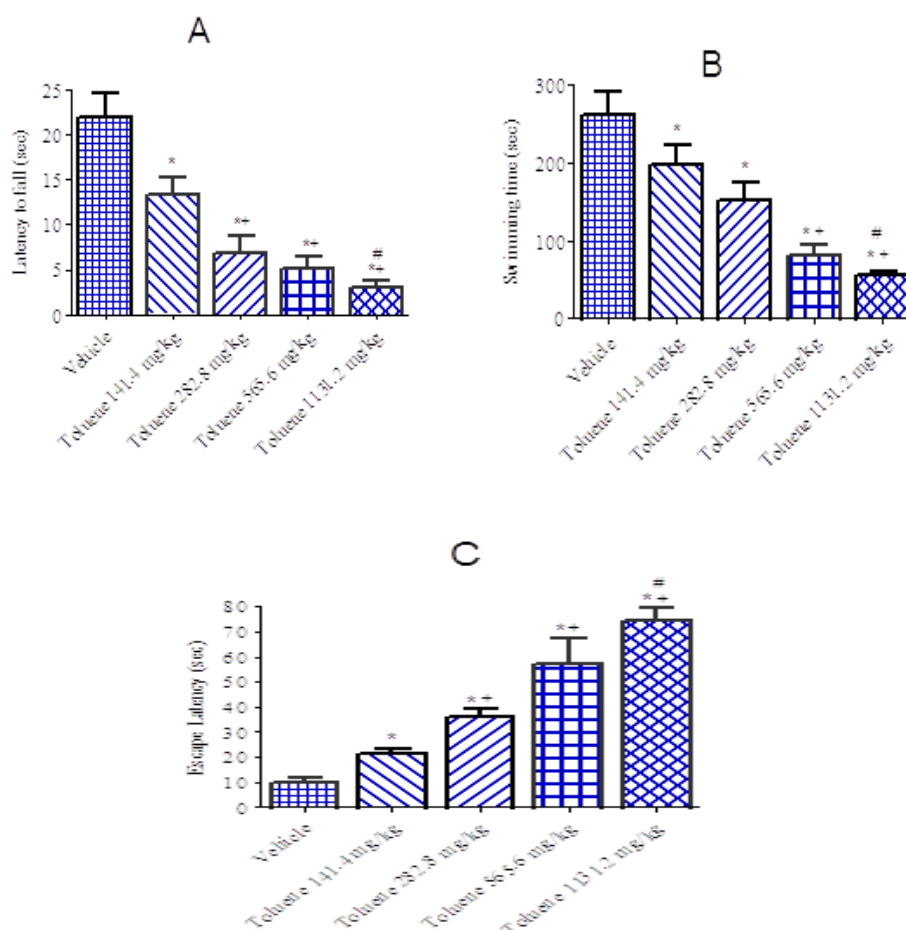 A
Latency to fall (sec)
25
20
15
10
5
0
*
*+
*+
#
*+
Vehicle
Toluene 141.4 mg/kg
Toluene 282.8 mg/kg
Toluene 565.6 mg/kg
Toluene 1131.2 mg/kg
B
Swimming time (sec)
300
200
100
0
*
*
*+
#
*+
Vehicle
Toluene 141.4 mg/kg
Toluene 282.8 mg/kg
Toluene 565.6 mg/kg
Toluene 1131.2 mg/kg
C
Escape Latency (sec)
80
70
60
50
40
30
20
10
0
*
*+
*+
#
*+
Vehicle
Toluene 141.4 mg/kg
Toluene 282.8 mg/kg
Toluene 565.6 mg/kg
Toluene 1131.2 mg/kg